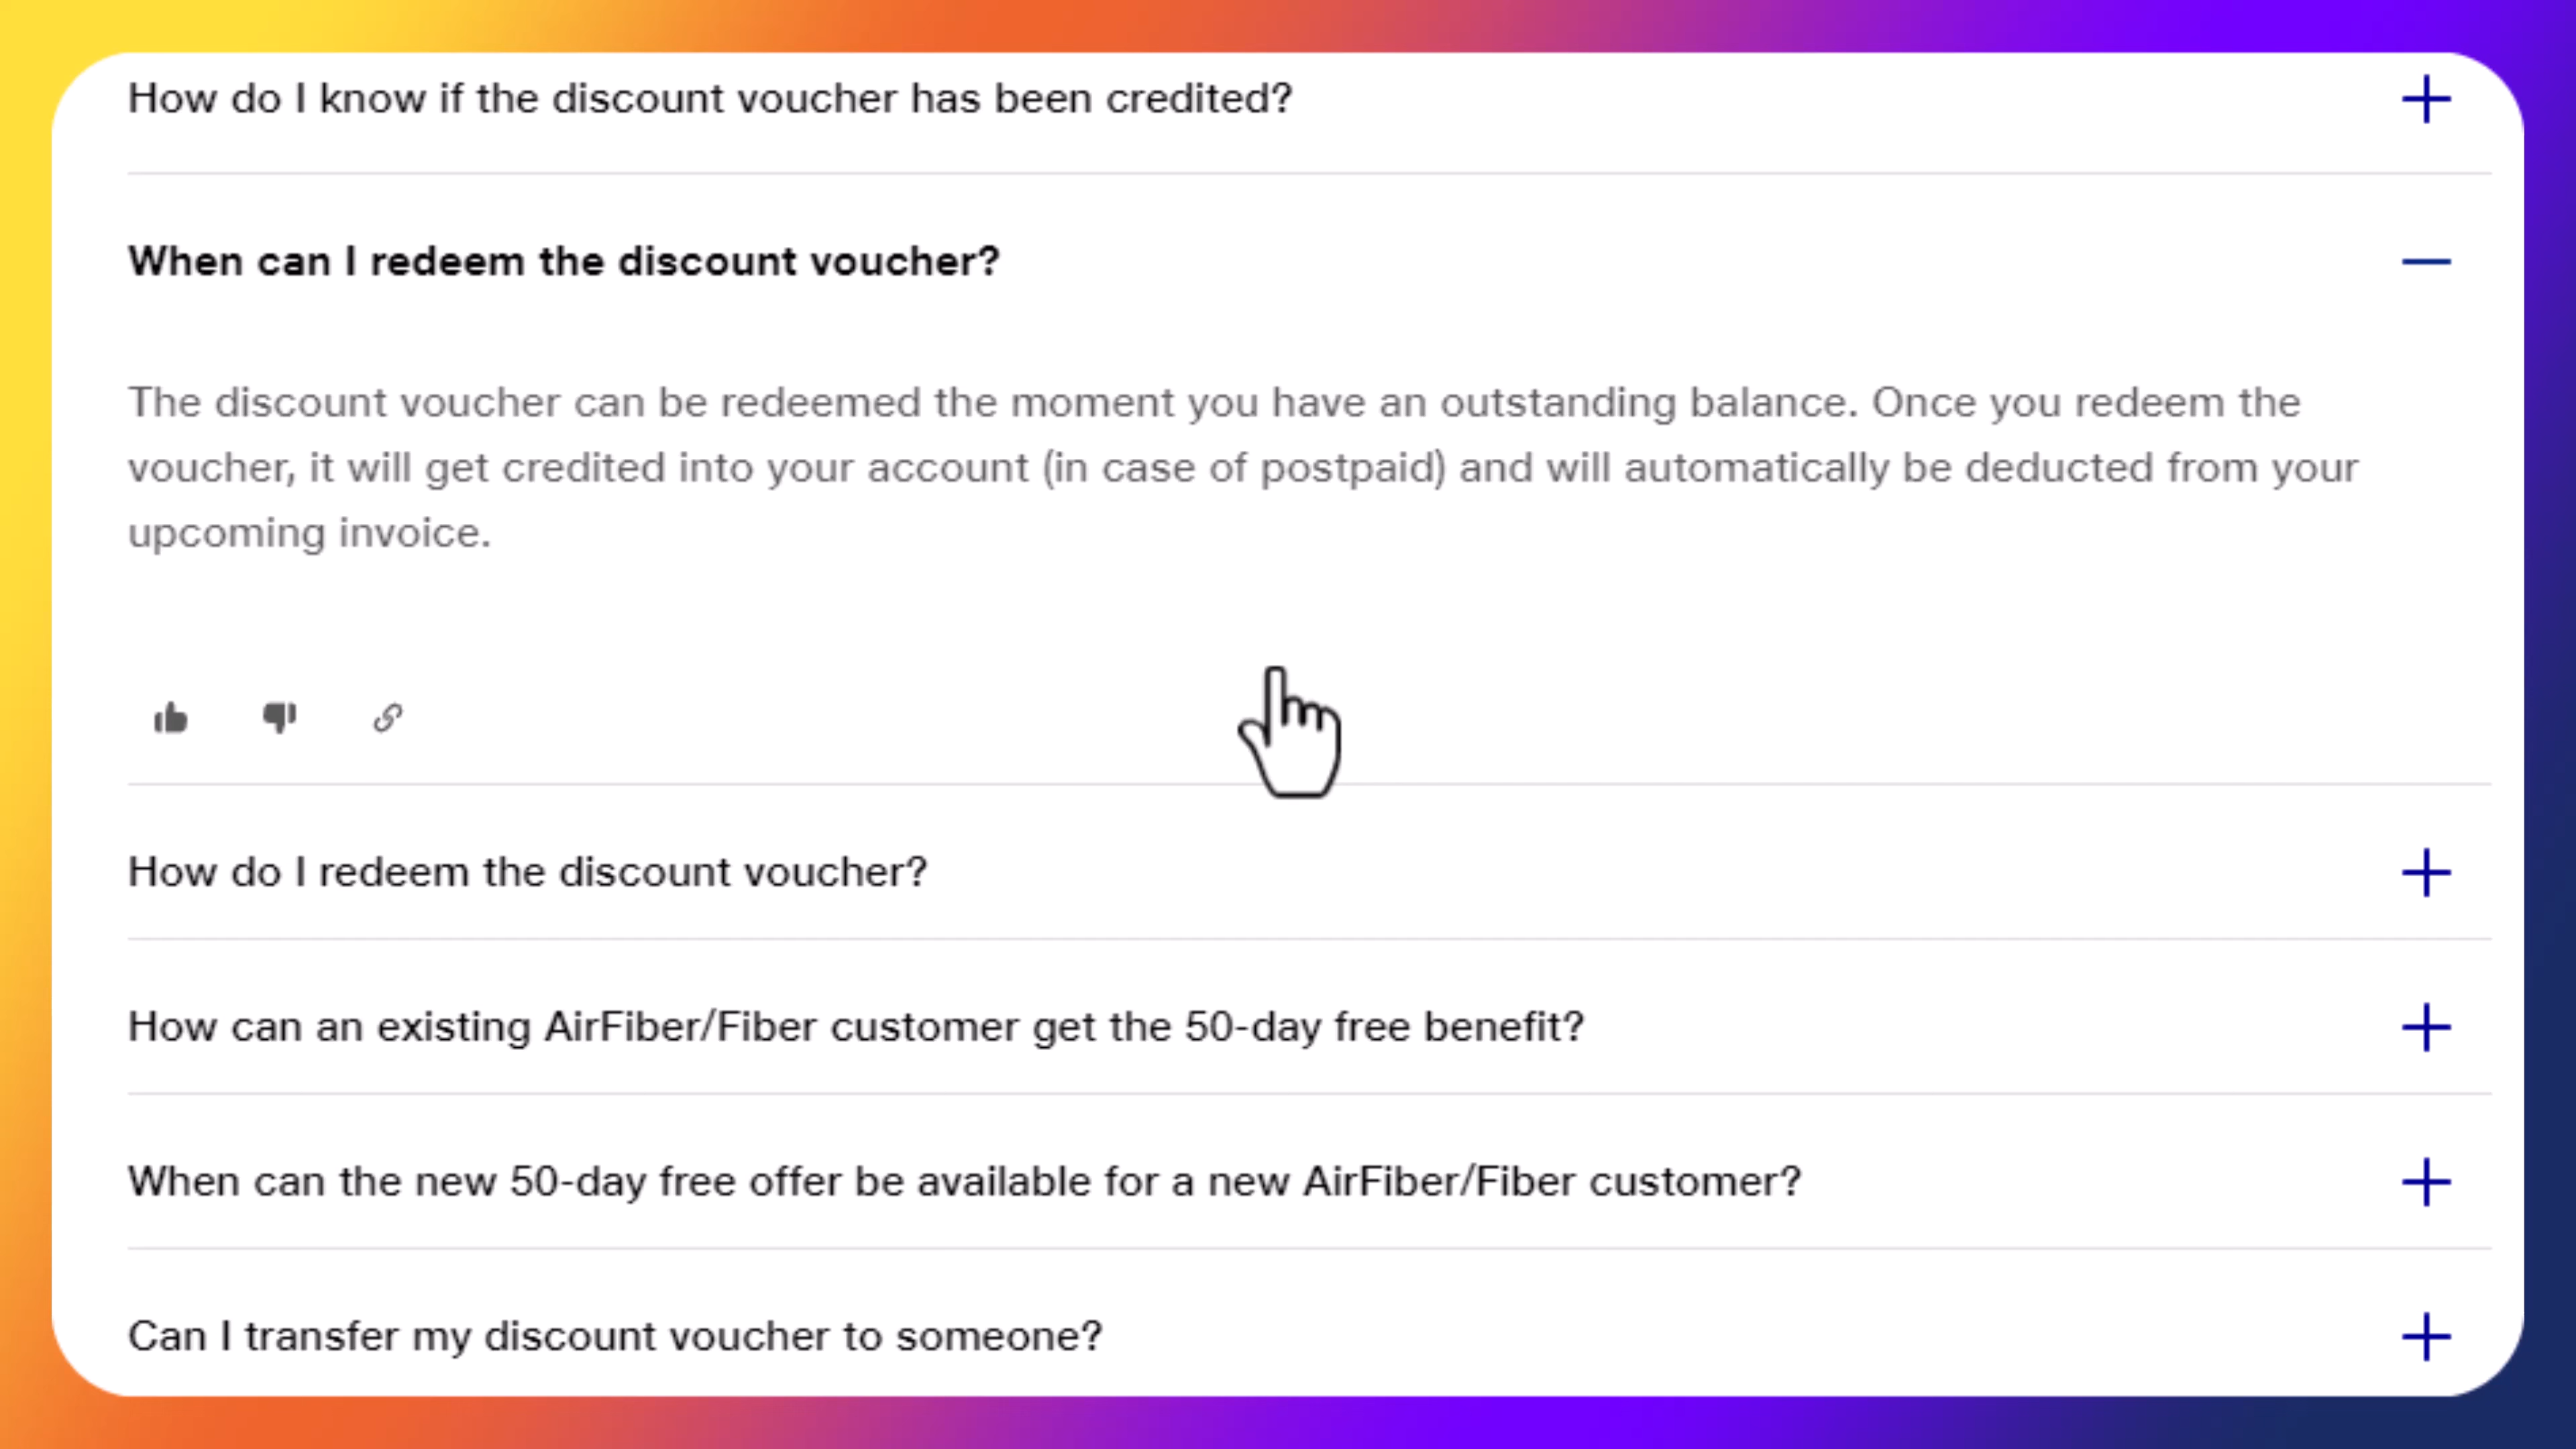 How do I know if the discount voucher has been credited?
When can I redeem the discount voucher?
The discount voucher can be redeemed the moment you have an outstanding balance. Once you redeem the
voucher, it will get credited into your account (in case of postpaid) and will automatically be deducted from your
upcoming invoice.
How do I redeem the discount voucher?
How can an existing AirFiber/Fiber customer get the 50-day free benefit?
When can the new 50-day free offer be available for a new AirFiber/Fiber customer?
Can I transfer my discount voucher to someone?